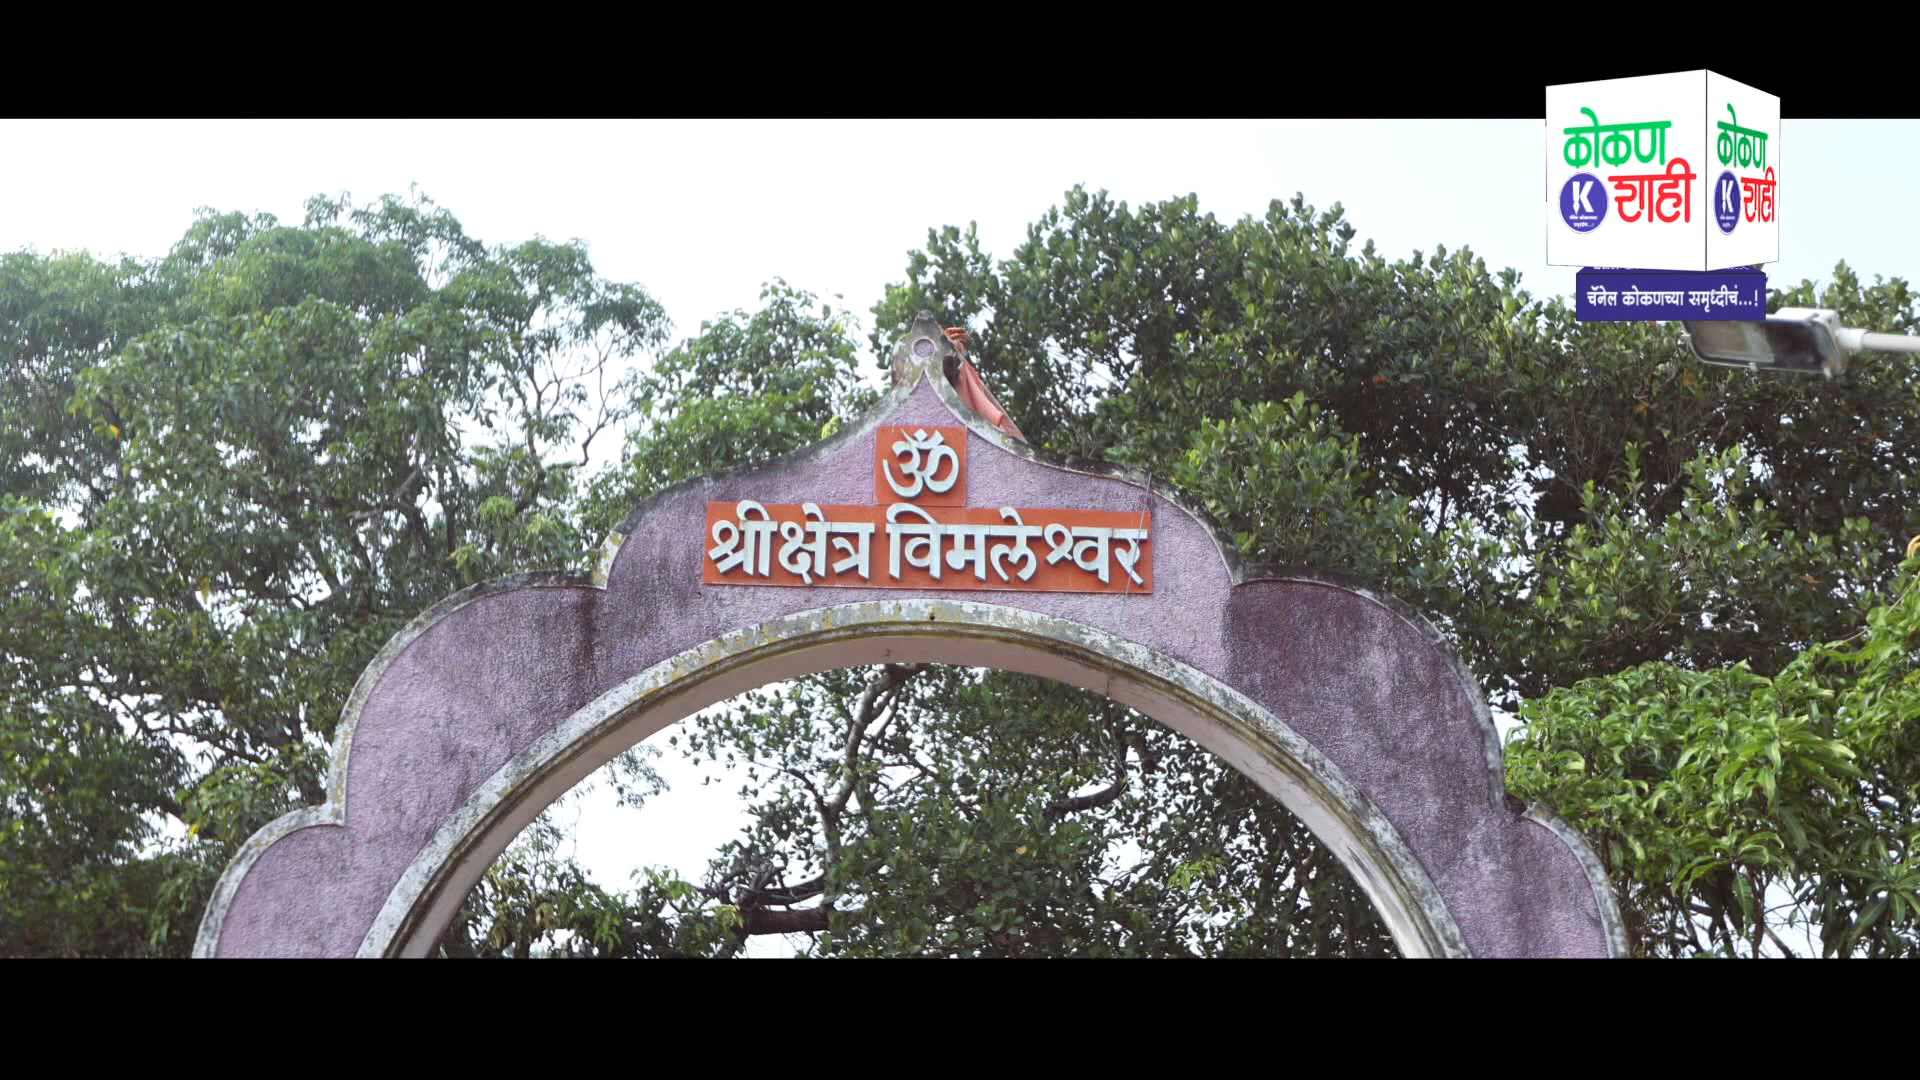 कोकण
शाही
K
कोकण
शाही
K
चॅनेल कोकणच्या समृध्दीचं...!
ॐ
श्रीक्षेत्र विमलेश्वर